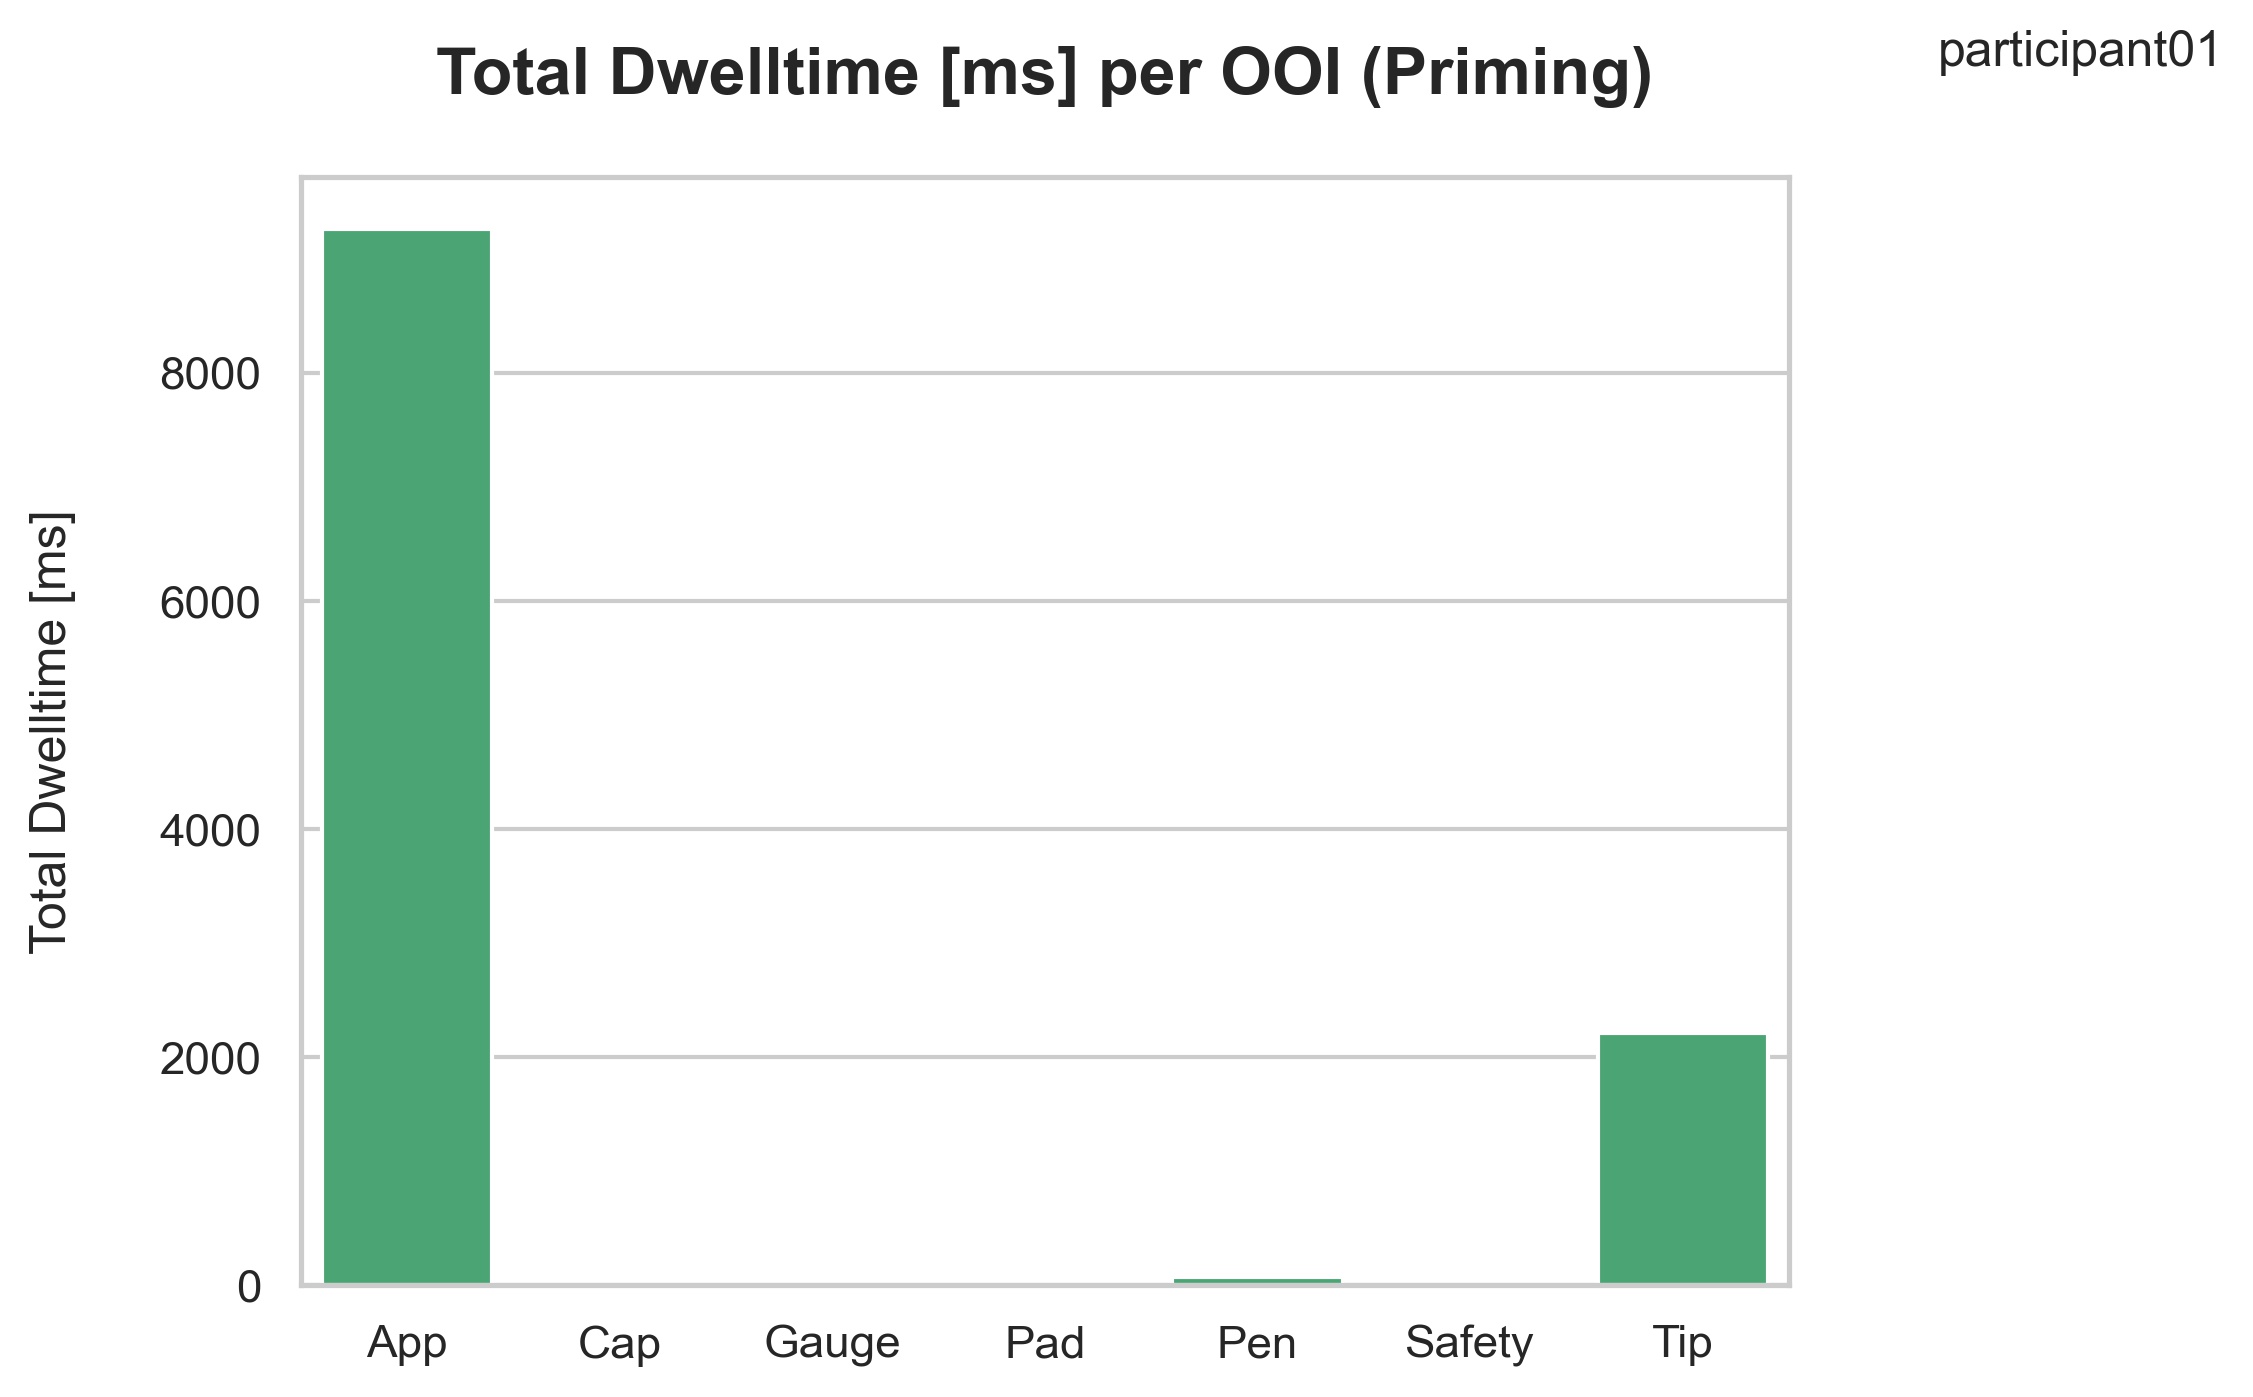 Total Dwelltime [ms] per OOI (Priming)
participant01
Total Dwelltime [ms]
8000
6000
4000
2000
0
App Cap Gauge Pad Pen Safety Tip